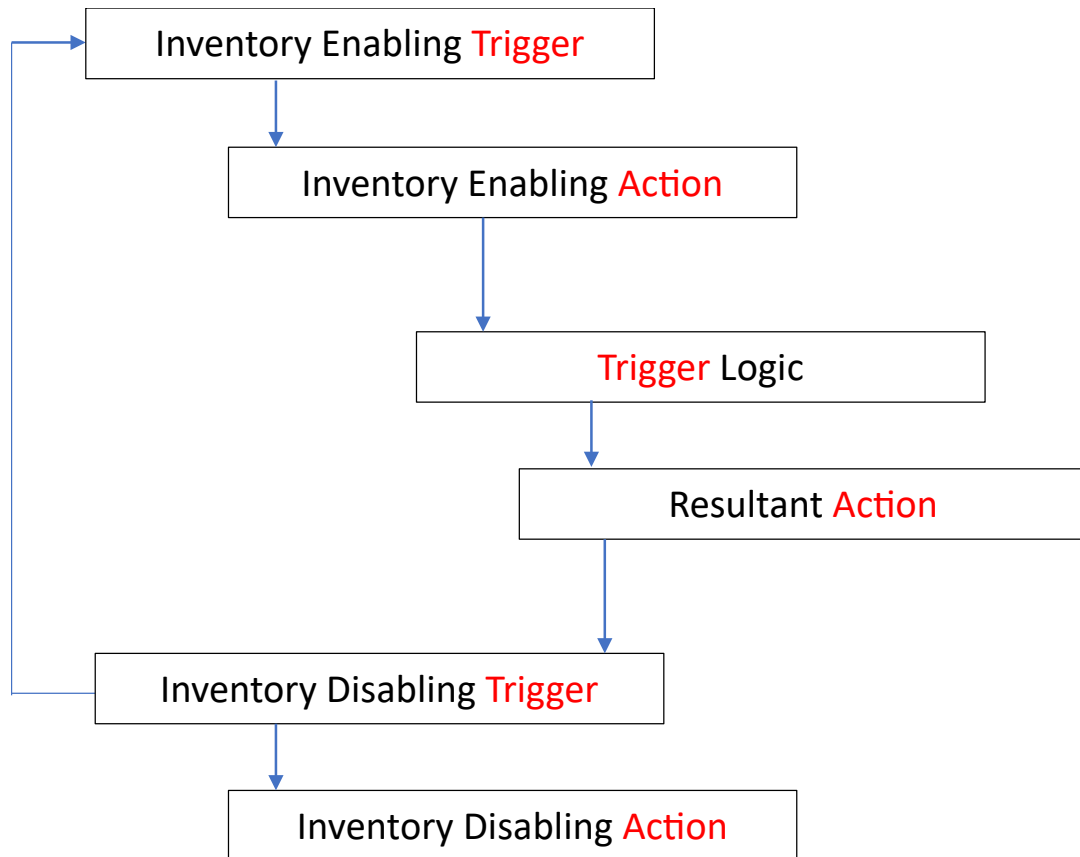 Inventory Enabling Trigger
Inventory Enabling Action
Trigger Logic
Resultant Action
Inventory Disabling Trigger
Inventory Disabling Action